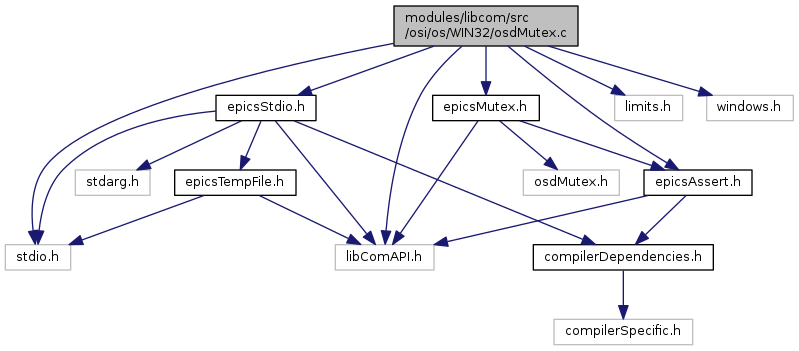 modules/libcom/src
/osi/os/WIN32/osdMutex.c
epicsStdio.h
epicsMutex.h
limits.h
windows.h
stdarg.h
epicsTempFile.h
osdMutex.h
epicsAssert.h
stdio.h
libComAPI.h
compilerDependencies.h
compilerSpecific.h